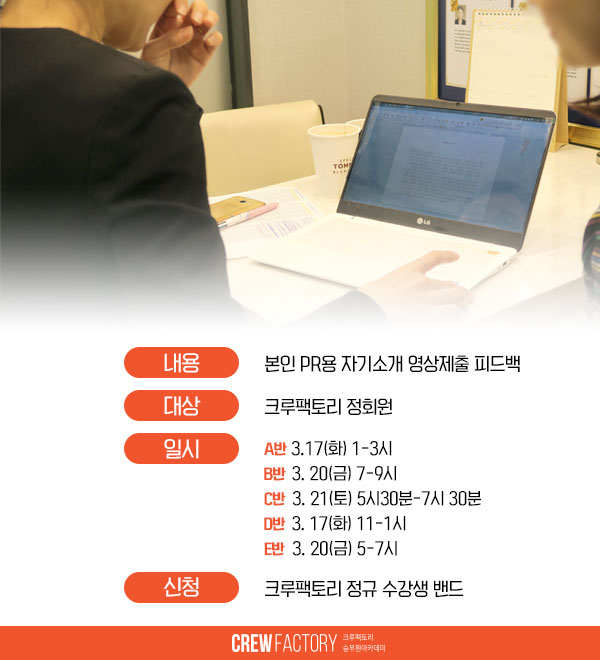 TOM
LG
내용
본인 PR용 자기소개 영상제출 피드백
대상
크루팩토리 정회원
일시
A반 3.17(화) 1-3시
B반 3. 20(금) 7-9시
C반 3. 21(토) 5시30분-7시 30분
D반 3. 17(화) 11-1시
E반 3. 20(금) 5-7시
신청
크루팩토리 정규 수강생 밴드
CREW FACTORY 크루팩토리
승무원아카데미